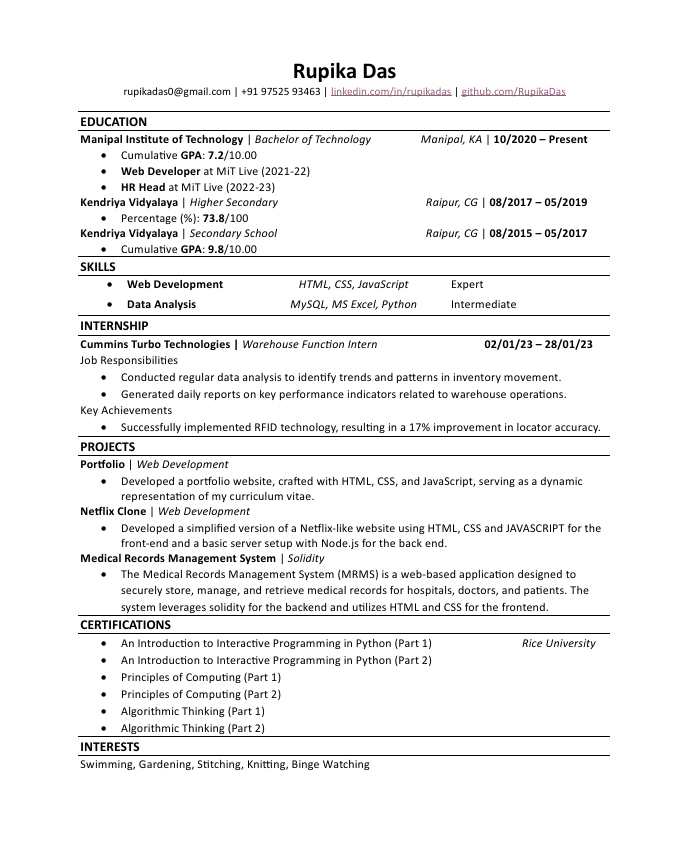 Rupika Das
rupikadas0@gmail.com | +91 97525 93463 | linkedin.com/in/rupikadas | github.com/RupikaDas
EDUCATION
Manipal Institute of Technology | Bachelor of Technology Manipal, KA | 10/2020 – Present
• Cumulative GPA: 7.2/10.00
• Web Developer at MiT Live (2021-22)
• HR Head at MiT Live (2022-23)
Kendriya Vidyalaya | Higher Secondary Raipur, CG | 08/2017 – 05/2019
• Percentage (%): 73.8/100
Kendriya Vidyalaya | Secondary School Raipur, CG | 08/2015 – 05/2017
• Cumulative GPA: 9.8/10.00
SKILLS
• Web Development HTML, CSS, JavaScript Expert
• Data Analysis MySQL, MS Excel, Python Intermediate
INTERNSHIP
Cummins Turbo Technologies | Warehouse Function Intern 02/01/23 – 28/01/23
Job Responsibilities
• Conducted regular data analysis to identify trends and patterns in inventory movement.
• Generated daily reports on key performance indicators related to warehouse operations.
Key Achievements
• Successfully implemented RFID technology, resulting in a 17% improvement in locator accuracy.
PROJECTS
Portfolio | Web Development
• Developed a portfolio website, crafted with HTML, CSS, and JavaScript, serving as a dynamic
representation of my curriculum vitae.
Netflix Clone | Web Development
• Developed a simplified version of a Netflix-like website using HTML, CSS and JAVASCRIPT for the
front-end and a basic server setup with Node.js for the back end.
Medical Records Management System | Solidity
• The Medical Records Management System (MRMS) is a web-based application designed to
securely store, manage, and retrieve medical records for hospitals, doctors, and patients. The
system leverages solidity for the backend and utilizes HTML and CSS for the frontend.
CERTIFICATIONS
• An Introduction to Interactive Programming in Python (Part 1) Rice University
• An Introduction to Interactive Programming in Python (Part 2)
• Principles of Computing (Part 1)
• Principles of Computing (Part 2)
• Algorithmic Thinking (Part 1)
• Algorithmic Thinking (Part 2)
INTERESTS
Swimming, Gardening, Stitching, Knitting, Binge Watching